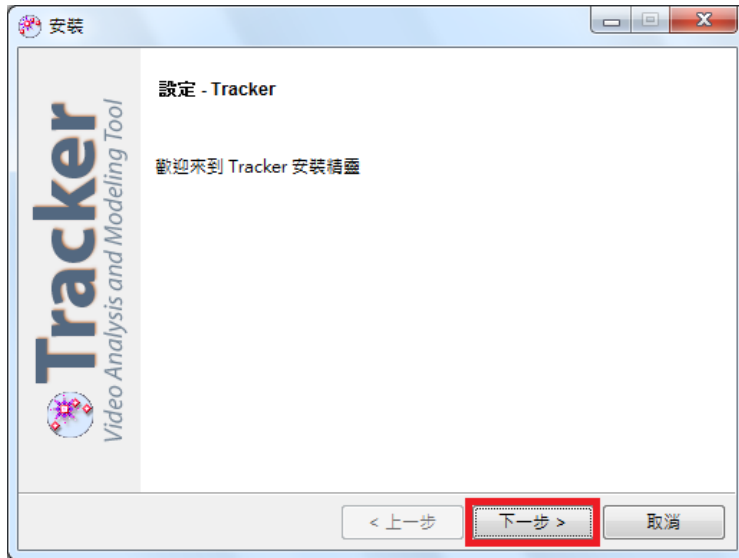 安裝
設定 - Tracker
歡迎來到 Tracker 安裝精靈
Tracker
Video Analysis and Modeling Tool
< 上一步
下一步 >
取消